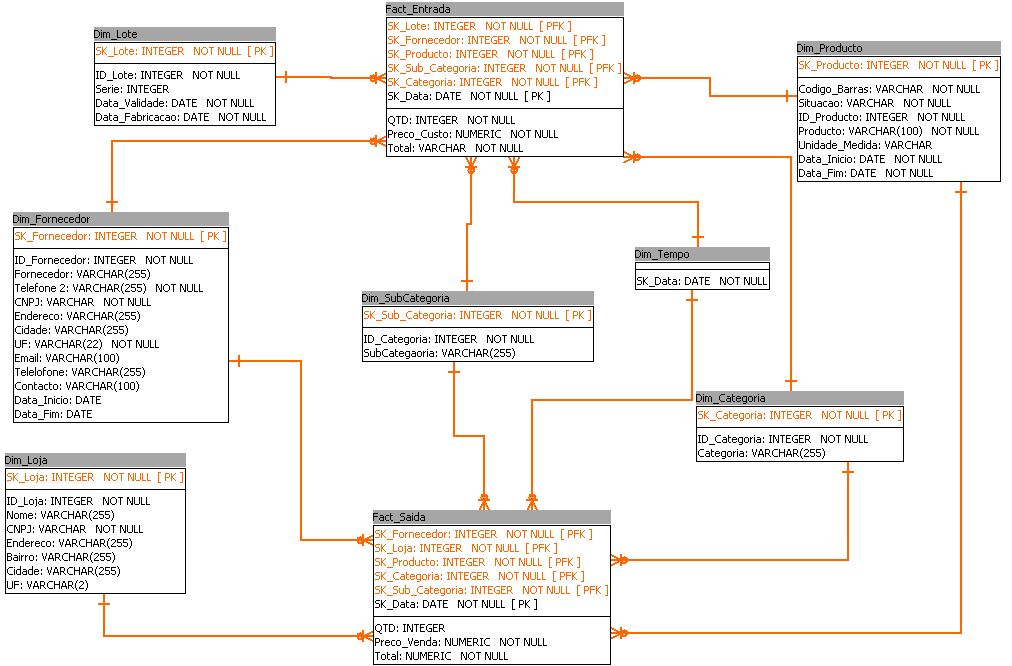 Fact_Entrada
SK_Lote: INTEGER NOT NULL [ PFK ]
SK_Fornecedor: INTEGER NOT NULL [ PFK ]
SK_Producto: INTEGER NOT NULL [ PFK ]
SK_Sub_Categoria: INTEGER NOT NULL [ PFK ]
SK_Categoria: INTEGER NOT NULL [ PFK ]
SK_Data: DATE NOT NULL [ PK ]
QTD: INTEGER NOT NULL
Preco_Custo: NUMERIC NOT NULL
Total: VARCHAR NOT NULL
Dim_Lote
SK_Lote: INTEGER NOT NULL [ PK ]
ID_Lote: INTEGER NOT NULL
Serie: INTEGER
Data_Validade: DATE NOT NULL
Data_Fabricacao: DATE NOT NULL
Dim_Producto
SK_Producto: INTEGER NOT NULL [ PK ]
Codigo_Barras: VARCHAR NOT NULL
Situacao: VARCHAR NOT NULL
ID_Producto: INTEGER NOT NULL
Producto: VARCHAR(100) NOT NULL
Unidade_Medida: VARCHAR
Data_Inicio: DATE NOT NULL
Data_Fim: DATE NOT NULL
Dim_Fornecedor
SK_Fornecedor: INTEGER NOT NULL [ PK ]
ID_Fornecedor: INTEGER NOT NULL
Fornecedor: VARCHAR(255)
Telefone 2: VARCHAR(255) NOT NULL
CNPJ: VARCHAR NOT NULL
Endereco: VARCHAR(255)
Cidade: VARCHAR(255)
UF: VARCHAR(22) NOT NULL
Email: VARCHAR(100)
Telelofone: VARCHAR(255)
Contacto: VARCHAR(100)
Data_Inicio: DATE
Data_Fim: DATE
Dim_Tempo
SK_Data: DATE NOT NULL
Dim_SubCategoria
SK_Sub_Categoria: INTEGER NOT NULL [ PK ]
ID_Categoria: INTEGER NOT NULL
SubCategaoria: VARCHAR(255)
Dim_Categoria
SK_Categoria: INTEGER NOT NULL [ PK ]
ID_Categoria: INTEGER NOT NULL
Categoria: VARCHAR(255)
Dim_Loja
SK_Loja: INTEGER NOT NULL [ PK ]
ID_Loja: INTEGER NOT NULL
Nome: VARCHAR(255)
CNPJ: VARCHAR NOT NULL
Endereco: VARCHAR(255)
Bairro: VARCHAR(255)
Cidade: VARCHAR(255)
UF: VARCHAR(2)
Fact_Saida
SK_Fornecedor: INTEGER NOT NULL [ PFK ]
SK_Loja: INTEGER NOT NULL [ PFK ]
SK_Producto: INTEGER NOT NULL [ PFK ]
SK_Categoria: INTEGER NOT NULL [ PFK ]
SK_Sub_Categoria: INTEGER NOT NULL [ PFK ]
SK_Data: DATE NOT NULL [ PK ]
QTD: INTEGER
Preco_Venda: NUMERIC NOT NULL
Total: NUMERIC NOT NULL